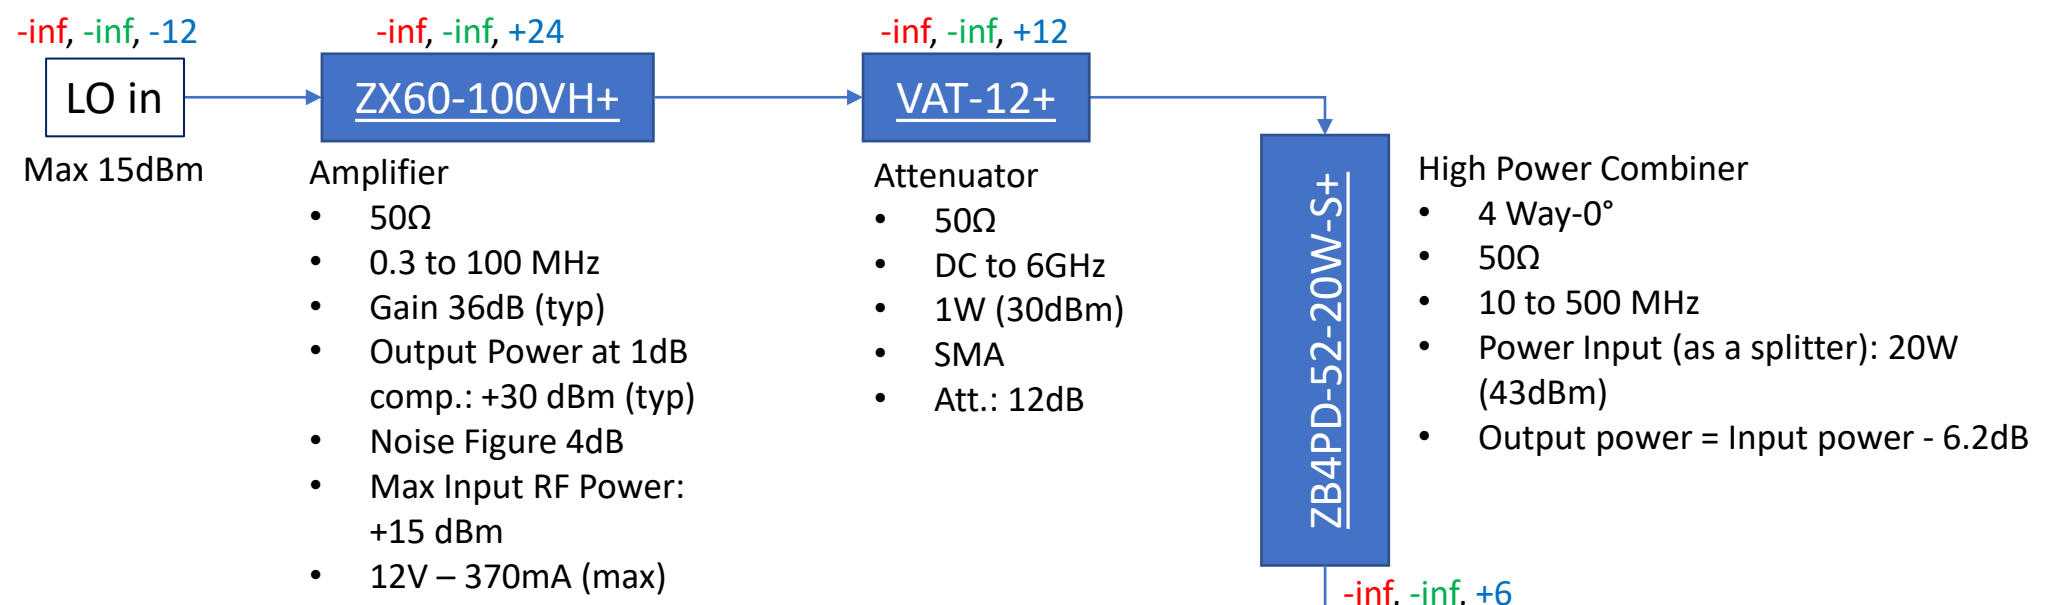 -inf, -inf, -12
LO in
Max 15dBm
-inf, -inf, +24
ZX60-100VH+
Amplifier
• 50Ω
• 0.3 to 100 MHz
• Gain 36dB (typ)
• Output Power at 1dB
comp.: +30 dBm (typ)
• Noise Figure 4dB
• Max Input RF Power:
+15 dBm
• 12V – 370mA (max)
-inf, -inf, +12
VAT-12+
Attenuator
• 50Ω
• DC to 6GHz
• 1W (30dBm)
• SMA
• Att.: 12dB
ZB4PD-52-20W-S+
High Power Combiner
• 4 Way-0°
• 50Ω
• 10 to 500 MHz
• Power Input (as a splitter): 20W
(43dBm)
• Output power = Input power - 6.2dB
-inf, -inf, +6